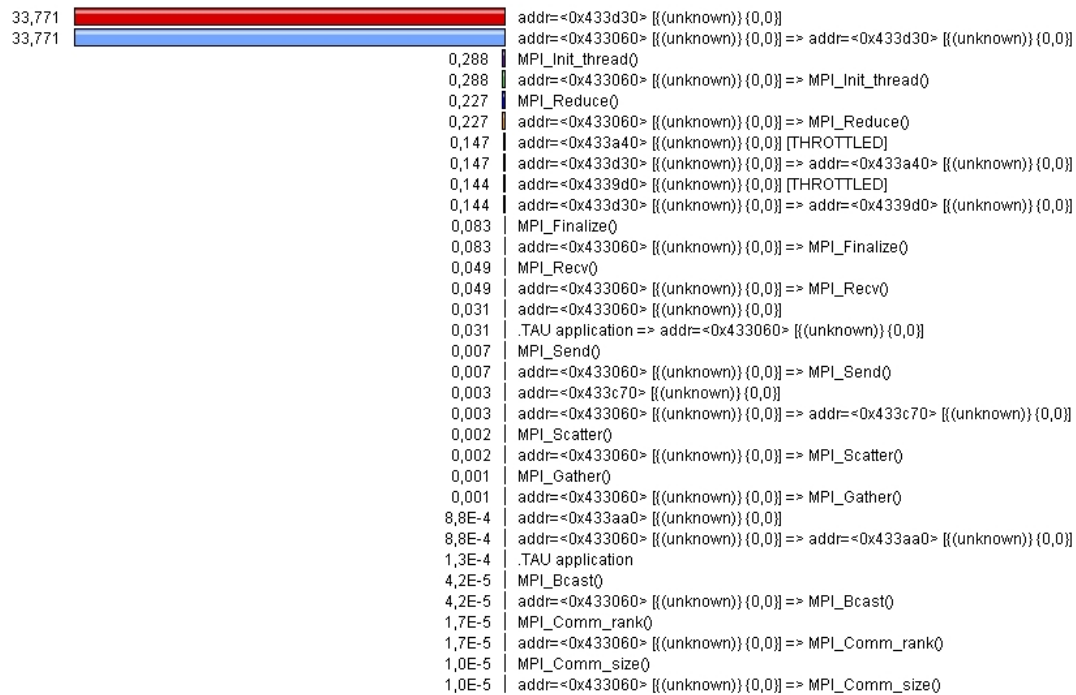 33,771 addr=<0x433d30> [{(unknown)} {0,0}]
33,771 addr=<0x433060> [{(unknown)} {0,0}] => addr=<0x433d30> [{(unknown)} {0,0}]
0,288 MPI_Init_thread()
0,288 addr=<0x433060> [{(unknown)} {0,0}] => MPI_Init_thread()
0,227 MPI_Reduce()
0,227 addr=<0x433060> [{(unknown)} {0,0}] => MPI_Reduce()
0,147 addr=<0x433a40> [{(unknown)} {0,0}] [THROTTLED]
0,147 addr=<0x433d30> [{(unknown)} {0,0}] => addr=<0x433a40> [{(unknown)} {0,0}]
0,144 addr=<0x4339d0> [{(unknown)} {0,0}] [THROTTLED]
0,144 addr=<0x433d30> [{(unknown)} {0,0}] => addr=<0x4339d0> [{(unknown)} {0,0}]
0,083 MPI_Finalize()
0,083 addr=<0x433060> [{(unknown)} {0,0}] => MPI_Finalize()
0,049 MPI_Recv()
0,049 addr=<0x433060> [{(unknown)} {0,0}] => MPI_Recv()
0,031 addr=<0x433060> [{(unknown)} {0,0}]
0,031 .TAU application => addr=<0x433060> [{(unknown)} {0,0}]
0,007 MPI_Send()
0,007 addr=<0x433060> [{(unknown)} {0,0}] => MPI_Send()
0,003 addr=<0x433c70> [{(unknown)} {0,0}]
0,003 addr=<0x433060> [{(unknown)} {0,0}] => addr=<0x433c70> [{(unknown)} {0,0}]
0,002 MPI_Scatter()
0,002 addr=<0x433060> [{(unknown)} {0,0}] => MPI_Scatter()
0,001 MPI_Gather()
0,001 addr=<0x433060> [{(unknown)} {0,0}] => MPI_Gather()
8,8E-4 addr=<0x433aa0> [{(unknown)} {0,0}]
8,8E-4 addr=<0x433060> [{(unknown)} {0,0}] => addr=<0x433aa0> [{(unknown)} {0,0}]
1,3E-4 .TAU application
4,2E-5 MPI_Bcast()
4,2E-5 addr=<0x433060> [{(unknown)} {0,0}] => MPI_Bcast()
1,7E-5 MPI_Comm_rank()
1,7E-5 addr=<0x433060> [{(unknown)} {0,0}] => MPI_Comm_rank()
1,0E-5 MPI_Comm_size()
1,0E-5 addr=<0x433060> [{(unknown)} {0,0}] => MPI_Comm_size()